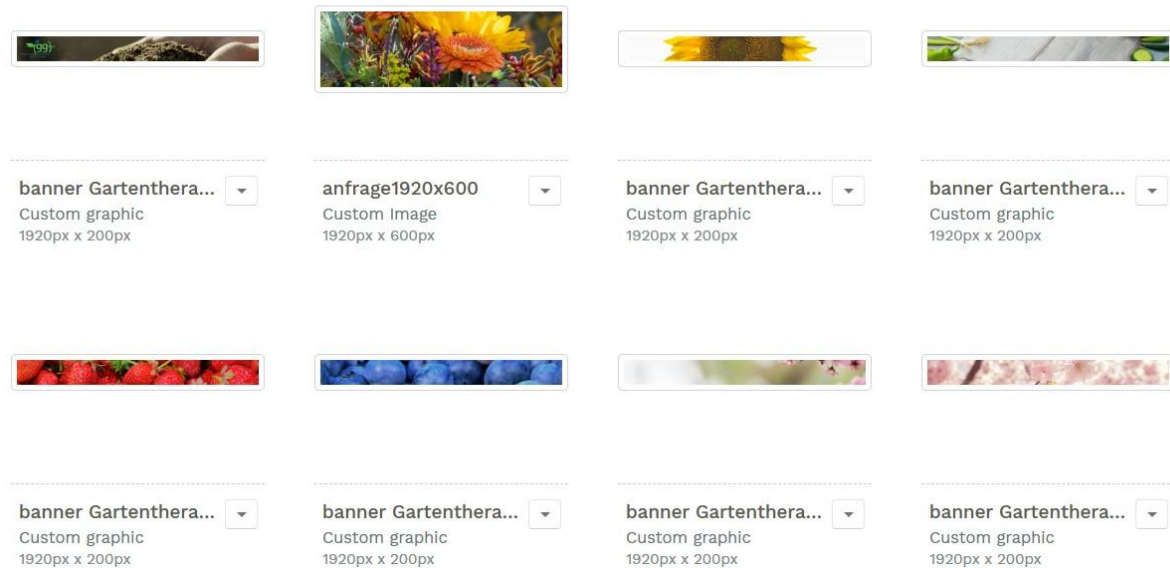 (99)
banner Gartenthera...
Custom graphic
1920px x 200px
anfrage1920x600
Custom Image
1920px x 600px
banner Gartenthera...
Custom graphic
1920px x 200px
banner Gartenthera...
Custom graphic
1920px x 200px
banner Gartenthera...
Custom graphic
1920px x 200px
banner Gartenthera...
Custom graphic
1920px x 200px
banner Gartenthera...
Custom graphic
1920px x 200px
banner Gartenthera...
Custom graphic
1920px x 200px